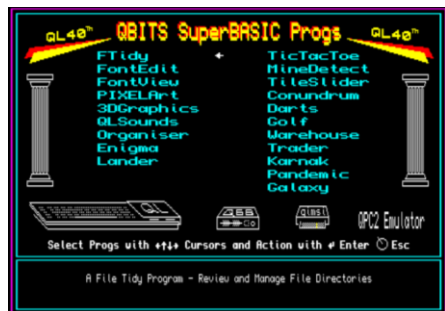 QL40™ QBITS SuperBASIC Progs QL40™
FTidy ← TicTacToe
FontEdit MineDetect
FontView TileSlider
PIXELArt Conundrum
3DGraphics Darts
QLSounds Golf
Organiser Warehouse
Enigma Trader
Lander Karnak
Pandemic
Galaxy
QL QPC2 Emulator
Select Progs with ←↑↓→ Cursors and Action with ↵ Enter Esc
A File Tidy Program - Review and Manage File Directories